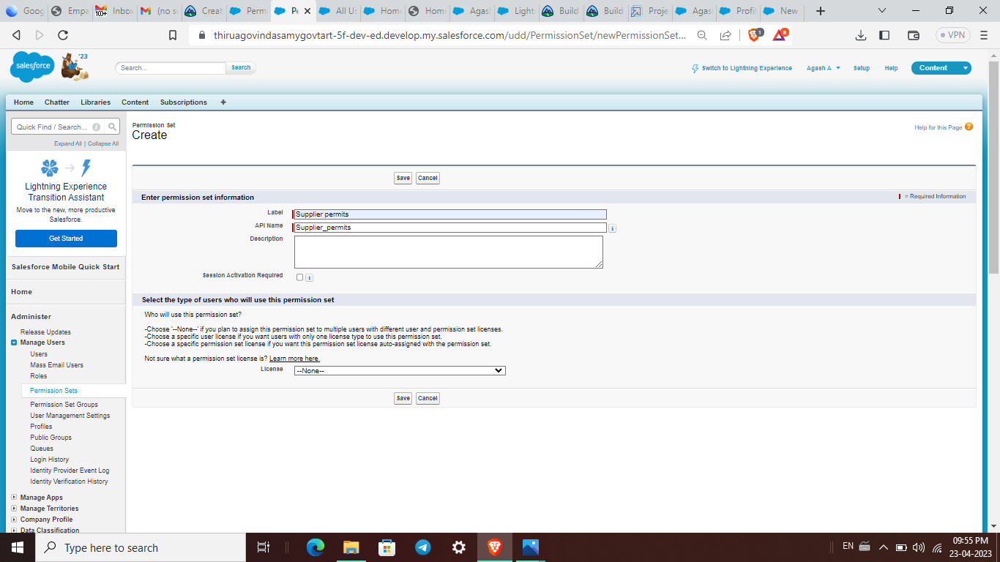 Goog
Empa
100+
Inbox
(no s
Creat
Permi
Pe
All Us
Home
Home
Agash
Light
Build
Build
Proje
Agas
Profil
New
thiruagovindasamygovtart-5f-dev-ed.develop.my.salesforce.com/udd/PermissionSet/newPermissionSet...
1
8
VPN
salesforce
'23
Search...
Search
Switch to Lightning Experience
Agash A
Setup
Help
Content
Home
Chatter
Libraries
Content
Subscriptions
+
Quick Find / Search...
Expand All | Collapse All
Lightning Experience
Transition Assistant
Move to the new, more productive
Salesforce.
Get Started
Salesforce Mobile Quick Start
Home
Administer
Release Updates
Manage Users
Users
Mass Email Users
Roles
Permission Sets
Permission Set Groups
User Management Settings
Profiles
Public Groups
Queues
Login History
Identity Provider Event Log
Identity Verification History
Manage Apps
Manage Territories
Company Profile
Data Classification
Permission Set
Create
Help for this Page ?
Save
Cancel
Enter permission set information
= Required Information
Label
Supplier permits
API Name
Supplier_permits
i
Description
Session Activation Required
i
Select the type of users who will use this permission set
Who will use this permission set?
-Choose '--None--' if you plan to assign this permission set to multiple users with different user and permission set licenses.
-Choose a specific user license if you want users with only one license type to use this permission set.
-Choose a specific permission set license if you want this permission set license auto-assigned with the permission set.
Not sure what a permission set license is? Learn more here.
License
--None--
Save
Cancel
Type here to search
EN
09:55 PM
23-04-2023